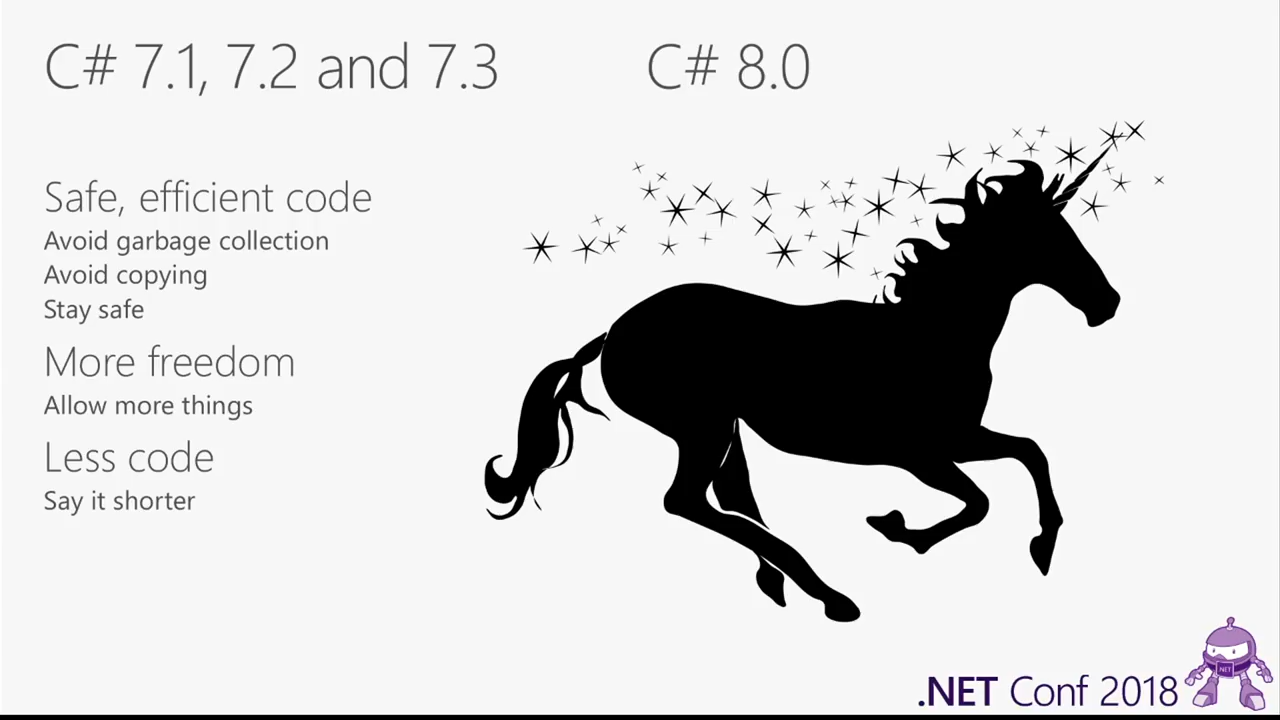 C# 7.1, 7.2 and 7.3
C# 8.0
Safe, efficient code
Avoid garbage collection
Avoid copying
Stay safe
More freedom
Allow more things
Less code
Say it shorter
.NET Conf 2018
.NET